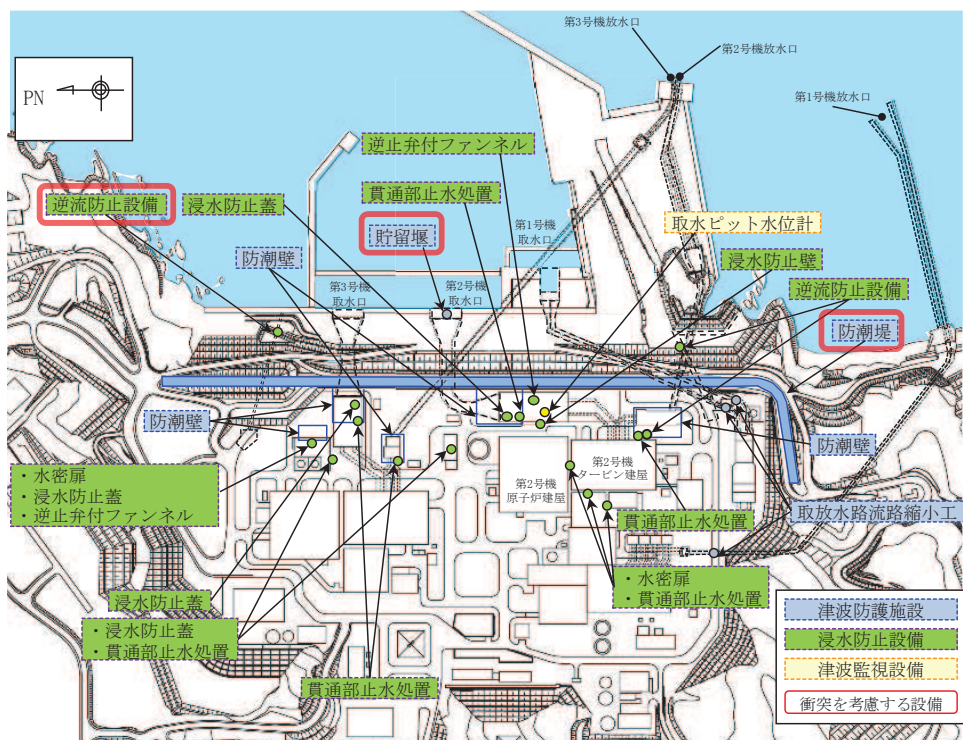 第3号機放水口
第2号機放水口
第1号機放水口
PN
逆止弁付ファンネル
貫通部止水処置
逆流防止設備
浸水防止蓋
貯留堰
第1号機
取水口
取水ピット水位計
防潮壁
浸水防止壁
第3号機
取水口
第2号機
取水口
逆流防止設備
防潮堤
防潮壁
防潮壁
・水密扉
・浸水防止蓋
・逆止弁付ファンネル
第2号機
原子炉建屋
第2号機
タービン建屋
貫通部止水処置
取放水路流路縮小工
・水密扉
・貫通部止水処置
浸水防止蓋
・浸水防止蓋
・貫通部止水処置
貫通部止水処置
津波防護施設
浸水防止設備
津波監視設備
衝突を考慮する設備